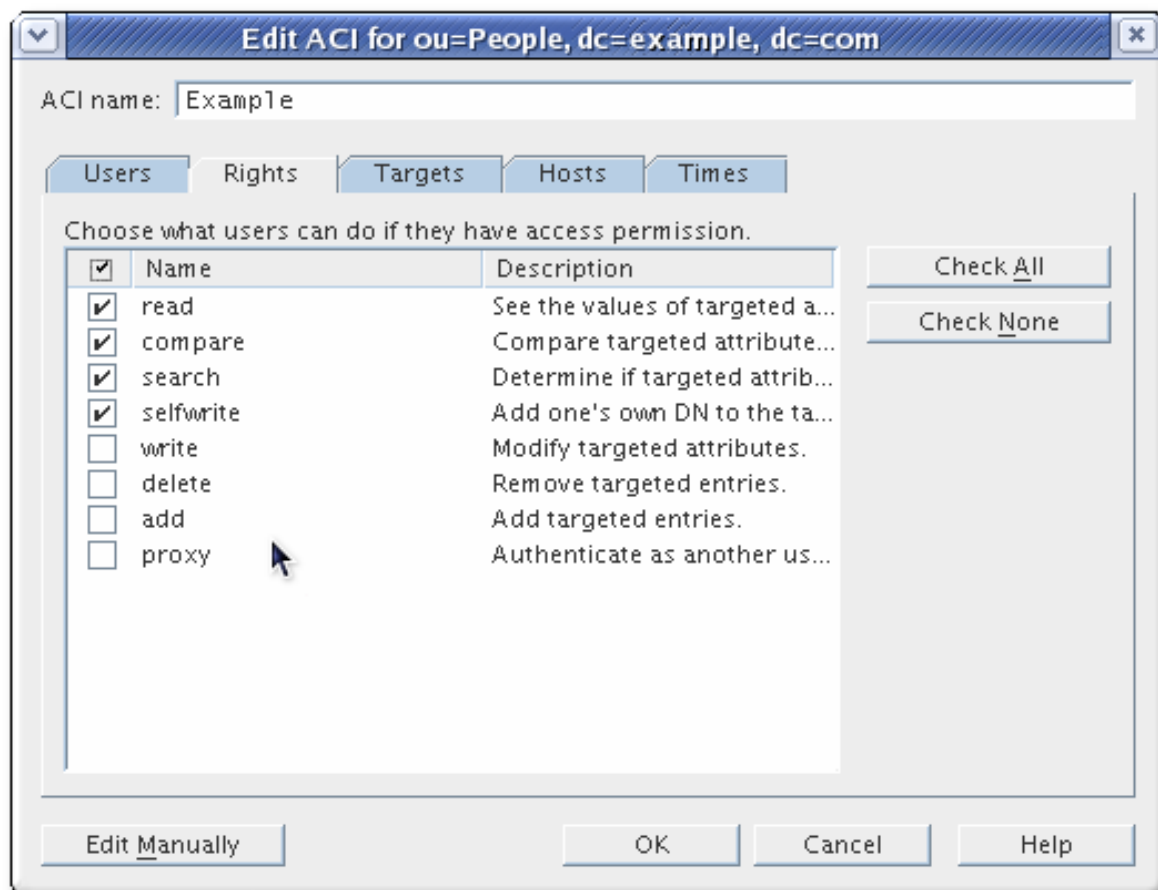 Edit ACI for ou=People, dc=example, dc=com
ACI name: Example
Users Rights Targets Hosts Times
Choose what users can do if they have access permission.
Name Description
read See the values of targeted a...
compare Compare targeted attribute...
search Determine if targeted attrib...
selfwrite Add one's own DN to the ta...
write Modify targeted attributes.
delete Remove targeted entries.
add Add targeted entries.
proxy Authenticate as another us...
Check All
Check None
Edit Manually OK Cancel Help